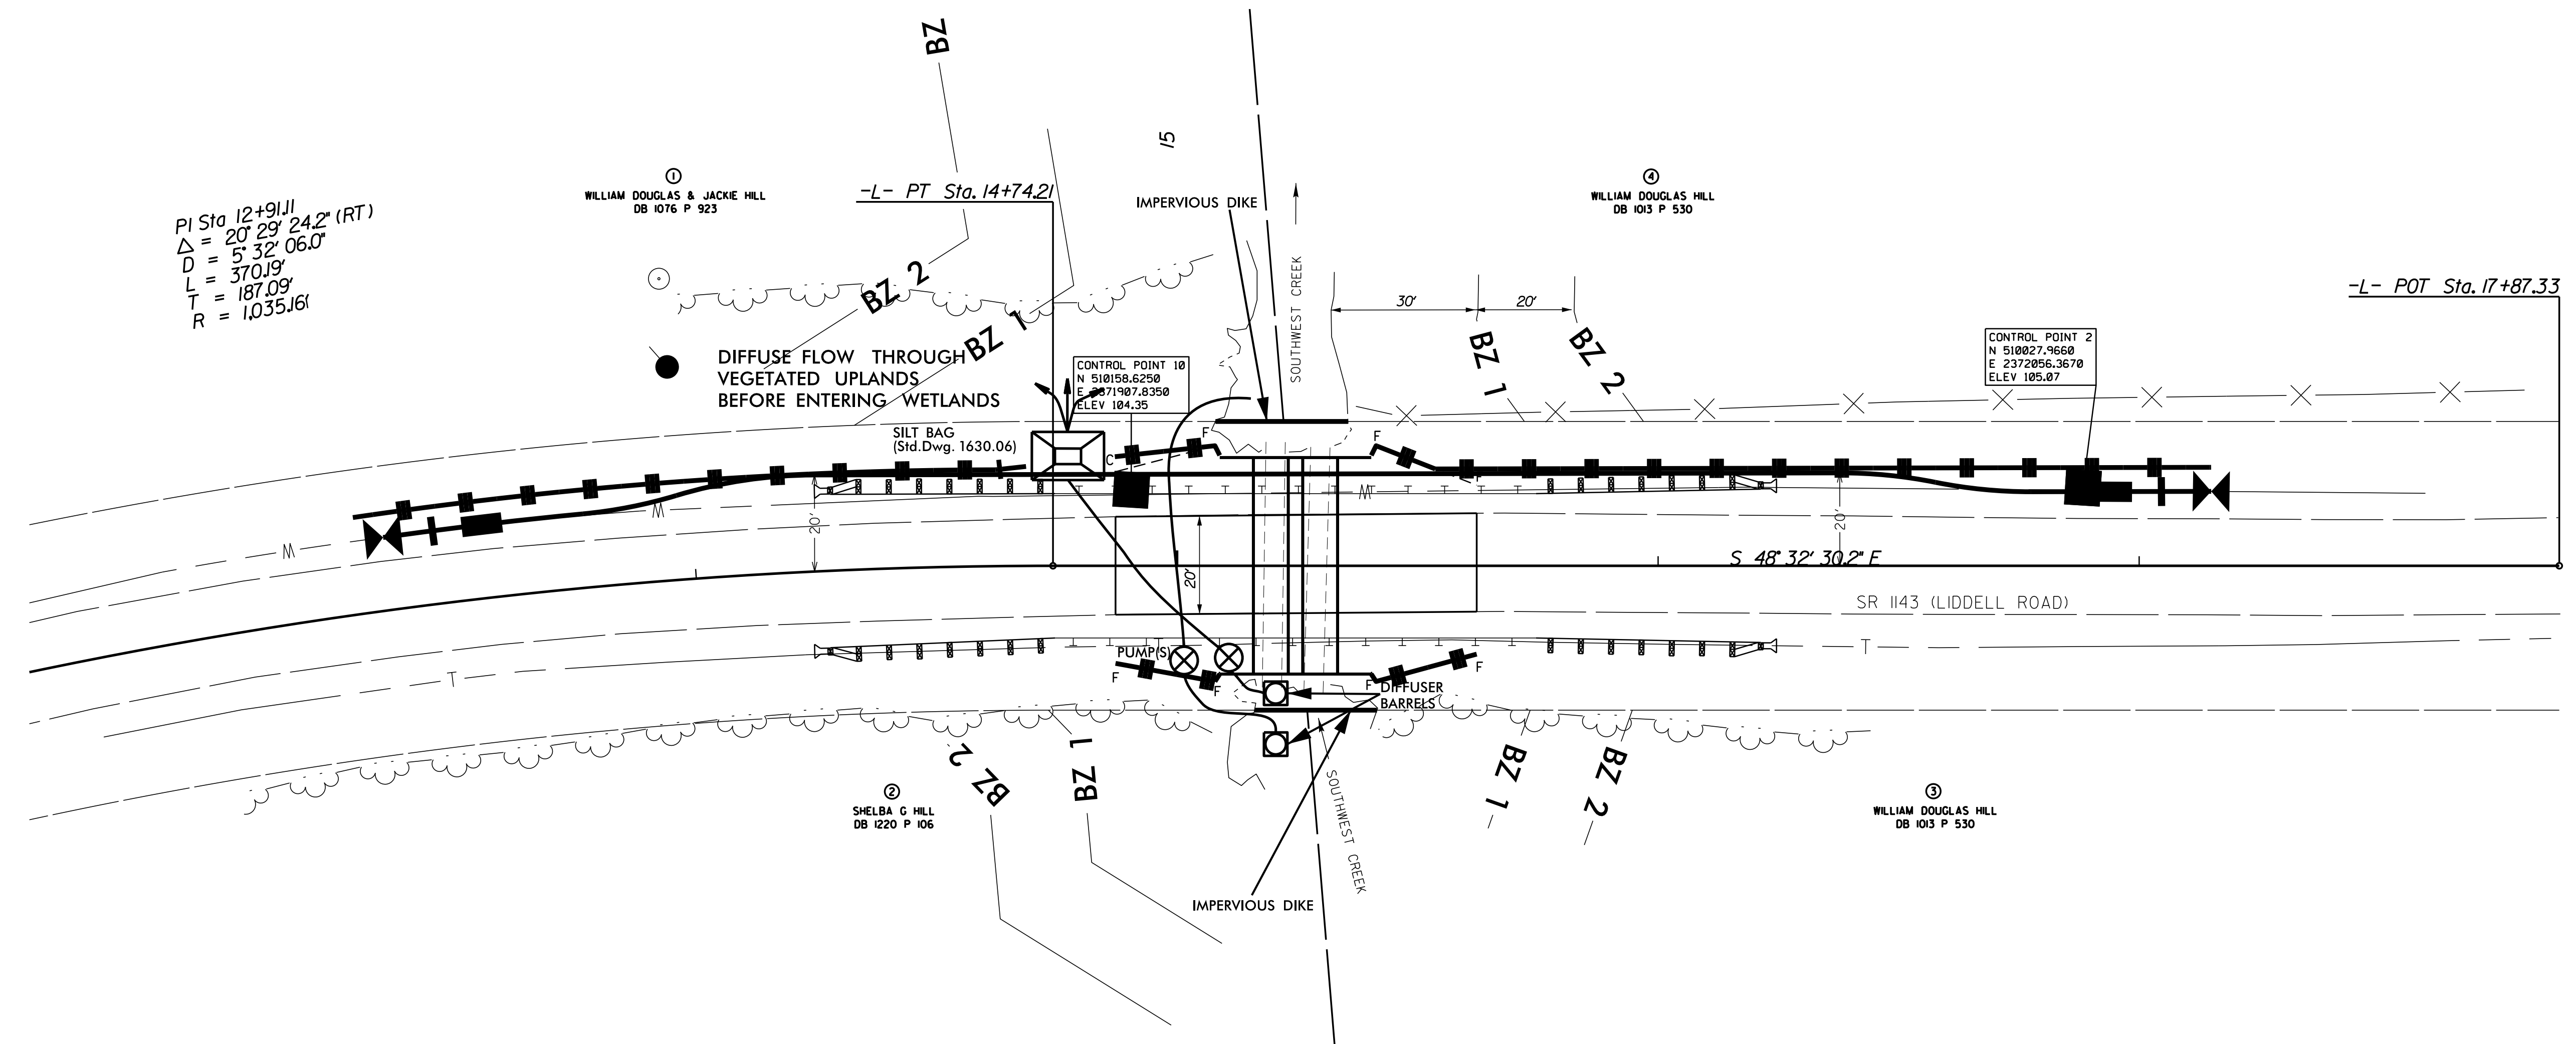 BZ
15
1
WILLIAM DOUGLAS & JACKIE HILL
DB 1076 P 923
4
WILLIAM DOUGLAS HILL
DB 1013 P 530
-L- PT Sta. 14+74.21
IMPERVIOUS DIKE
PI Sta 12+91.11
Δ = 20° 29' 24.2" (RT)
D = 5° 32' 06.0"
L = 370.19'
T = 187.09'
R = 1,035.16'
BZ 2
BZ 1
SOUTHWEST CREEK
30'
20'
BZ 1
BZ 2
-L- POT Sta. 17+87.33
DIFFUSE FLOW THROUGH
VEGETATED UPLANDS
BEFORE ENTERING WETLANDS
CONTROL POINT 10
N 510158.6250
E 2371907.8350
ELEV 104.35
CONTROL POINT 2
N 510027.9660
E 2372056.3670
ELEV 105.07
SILT BAG
(Std.Dwg. 1630.06)
C
F
F
F
W
W
W
20'
20'
20'
S 48° 32' 30.2" E
SR 1143 (LIDDELL ROAD)
PUMP(S)
T
T
F
F
F
F
DIFFUSER
BARRELS
BZ 2
BZ 1
BZ 1
BZ 2
SOUTHWEST CREEK
2
SHELBA G HILL
DB 1220 P 106
3
WILLIAM DOUGLAS HILL
DB 1013 P 530
IMPERVIOUS DIKE